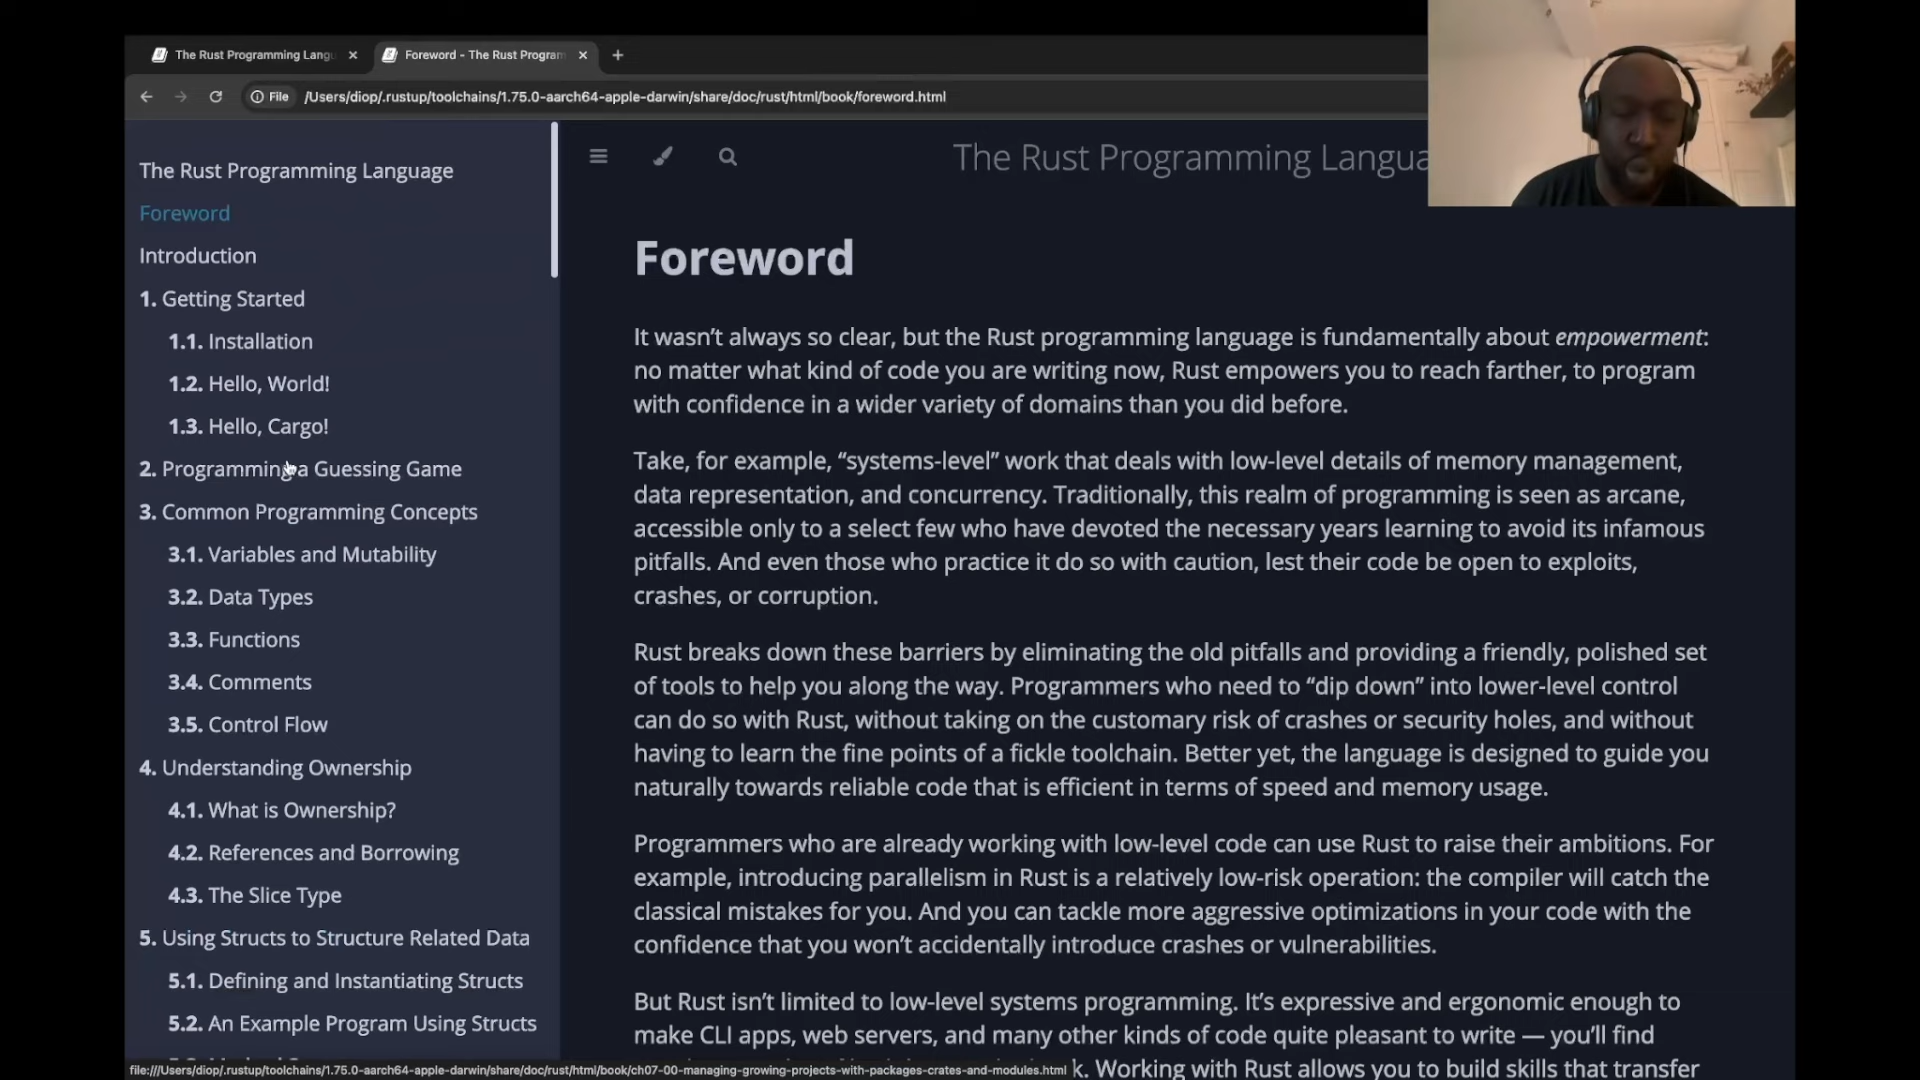 The Rust Programming Langu
Foreword - The Rust Program
File
/Users/diop/.rustup/toolchains/1.75.0-aarch64-apple-darwin/share/doc/rust/html/book/foreword.html
The Rust Programming Language
Foreword
Introduction
1. Getting Started
1.1. Installation
1.2. Hello, World!
1.3. Hello, Cargo!
2. Programming a Guessing Game
3. Common Programming Concepts
3.1. Variables and Mutability
3.2. Data Types
3.3. Functions
3.4. Comments
3.5. Control Flow
4. Understanding Ownership
4.1. What is Ownership?
4.2. References and Borrowing
4.3. The Slice Type
5. Using Structs to Structure Related Data
5.1. Defining and Instantiating Structs
5.2. An Example Program Using Structs
The Rust Programming Langua
Foreword
It wasn’t always so clear, but the Rust programming language is fundamentally about empowerment:
no matter what kind of code you are writing now, Rust empowers you to reach farther, to program
with confidence in a wider variety of domains than you did before.
Take, for example, “systems-level” work that deals with low-level details of memory management,
data representation, and concurrency. Traditionally, this realm of programming is seen as arcane,
accessible only to a select few who have devoted the necessary years learning to avoid its infamous
pitfalls. And even those who practice it do so with caution, lest their code be open to exploits,
crashes, or corruption.
Rust breaks down these barriers by eliminating the old pitfalls and providing a friendly, polished set
of tools to help you along the way. Programmers who need to “dip down” into lower-level control
can do so with Rust, without taking on the customary risk of crashes or security holes, and without
having to learn the fine points of a fickle toolchain. Better yet, the language is designed to guide you
naturally towards reliable code that is efficient in terms of speed and memory usage.
Programmers who are already working with low-level code can use Rust to raise their ambitions. For
example, introducing parallelism in Rust is a relatively low-risk operation: the compiler will catch the
classical mistakes for you. And you can tackle more aggressive optimizations in your code with the
confidence that you won’t accidentally introduce crashes or vulnerabilities.
But Rust isn’t limited to low-level systems programming. It’s expressive and ergonomic enough to
make CLI apps, web servers, and many other kinds of code quite pleasant to write — you’ll find
k. Working with Rust allows you to build skills that transfer
file:///Users/diop/.rustup/toolchains/1.75.0-aarch64-apple-darwin/share/doc/rust/html/book/ch07-00-managing-growing-projects-with-packages-crates-and-modules.html